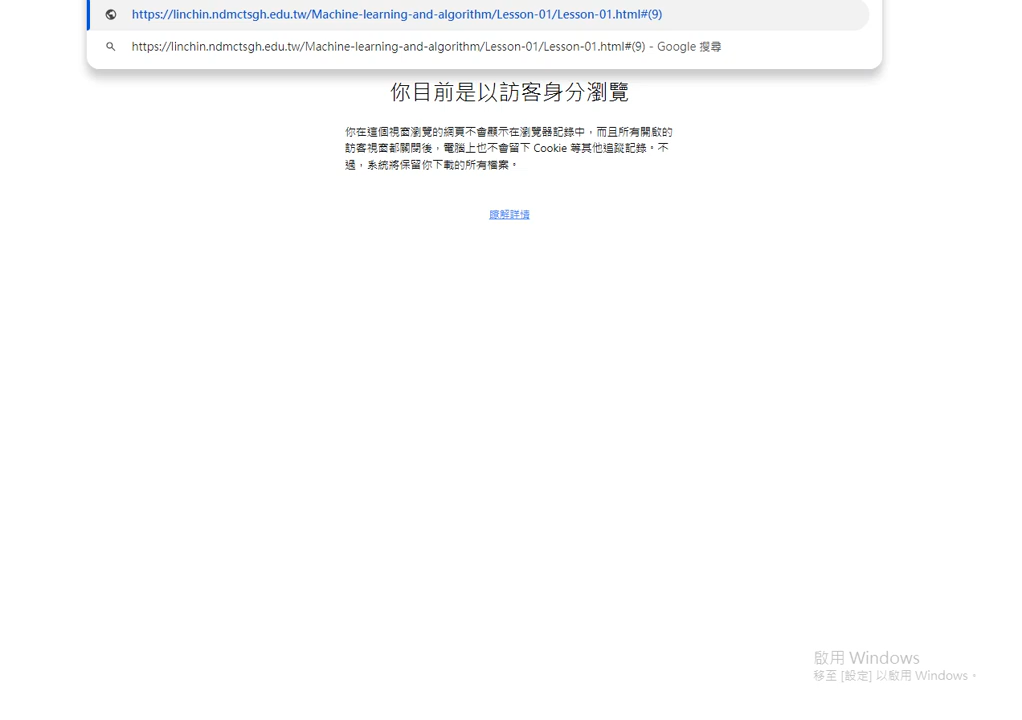 https://linchin.ndmctsgh.edu.tw/Machine-learning-and-algorithm/Lesson-01/Lesson-01.html#(9)
https://linchin.ndmctsgh.edu.tw/Machine-learning-and-algorithm/Lesson-01/Lesson-01.html#(9) - Google 搜尋
你目前是以訪客身分瀏覽
你在這個視窗瀏覽的網頁不會顯示在瀏覽器記錄中，而且所有開啟的
訪客視窗都關閉後，電腦上也不會留下 Cookie 等其他追蹤記錄。不
過，系統將保留你下載的所有檔案。
瞭解詳情
啟用 Windows
移至 [設定] 以啟用 Windows。